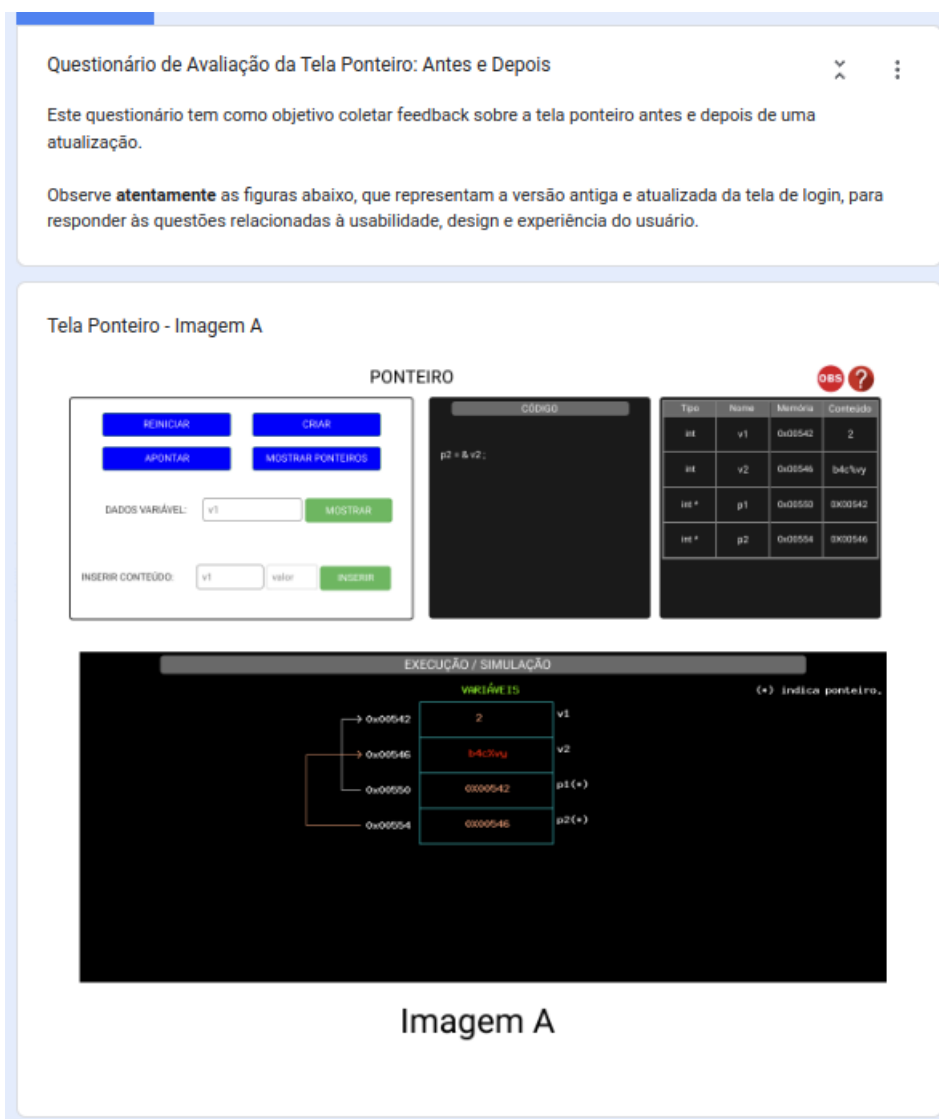 Questionário de Avaliação da Tela Ponteiro: Antes e Depois
Este questionário tem como objetivo coletar feedback sobre a tela ponteiro antes e depois de uma
atualização.
Observe atentamente as figuras abaixo, que representam a versão antiga e atualizada da tela de login, para
responder às questões relacionadas à usabilidade, design e experiência do usuário.
Tela Ponteiro - Imagem A
PONTEIRO
OBS ?
REINICIAR CRIAR
APONTAR MOSTRAR PONTEIROS
DADOS VARIÁVEL: v1 MOSTRAR
INSERIR CONTEÚDO: v1 valor INSERIR
CÓDIGO
p2 = & v2 ;
Tipo Nome Memória Conteúdo
int v1 0x00542 2
int v2 0x00546 b4c%vy
int * p1 0x00550 0X00542
int * p2 0x00554 0X00546
EXECUÇÃO / SIMULAÇÃO
VARIÁVEIS (*) indica ponteiro.
0x00542 2 v1
0x00546 b4c%vy v2
0x00550 0X00542 p1(*)
0x00554 0X00546 p2(*)
Imagem A